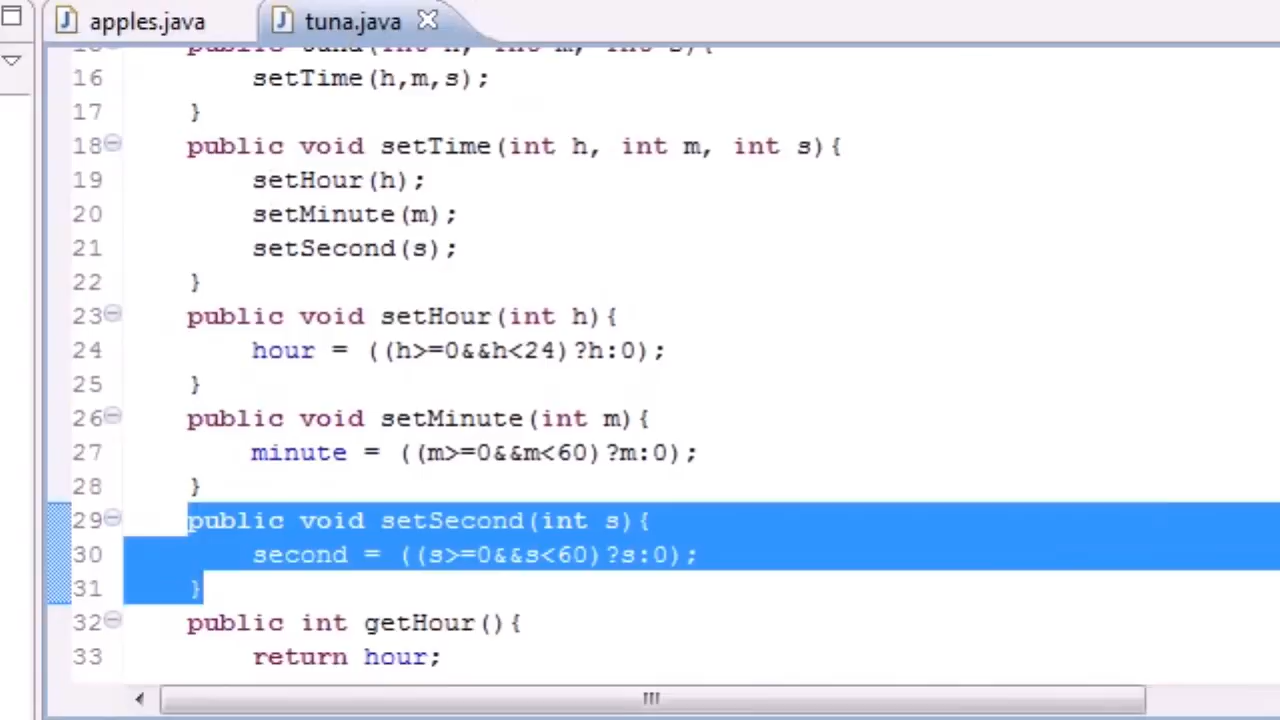 apples.java
tuna.java
16 setTime(h,m,s);
17 }
18 public void setTime(int h, int m, int s){
19 setHour(h);
20 setMinute(m);
21 setSecond(s);
22 }
23 public void setHour(int h){
24 hour = ((h>=0&&h<24)?h:0);
25 }
26 public void setMinute(int m){
27 minute = ((m>=0&&m<60)?m:0);
28 }
29 public void setSecond(int s){
30 second = ((s>=0&&s<60)?s:0);
31 }
32 public int getHour(){
33 return hour;